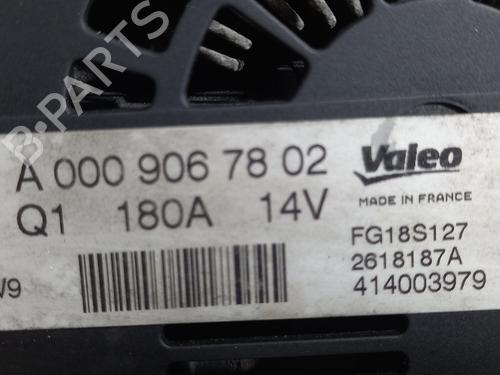 B-PARTS
A 000 906 78 02
Valeo
MADE IN FRANCE
Q1 180A 14V
FG18S127
2618187A
414003979